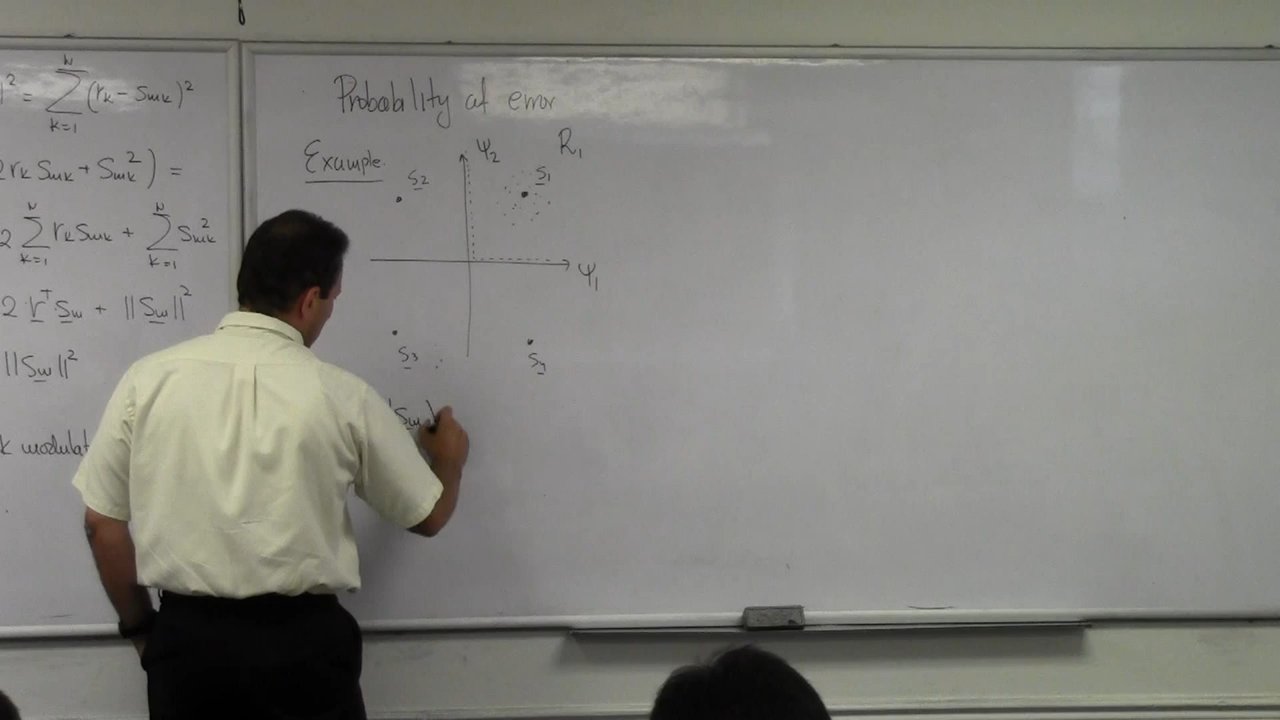 |² = Σ_{k=1}^{N} (r_k - S_mk)²
2 r_k S_mk + S_mk²) =
2 Σ_{k=1}^{N} r_k S_mk + Σ_{k=1}^{N} S_mk²
2 r^T S_m + ||S_m||²
||S_m||²
k modulat
Probability of error
Example.
ψ₂
R₁
S₂
S₁
ψ₁
S₃
S₄
S_m)